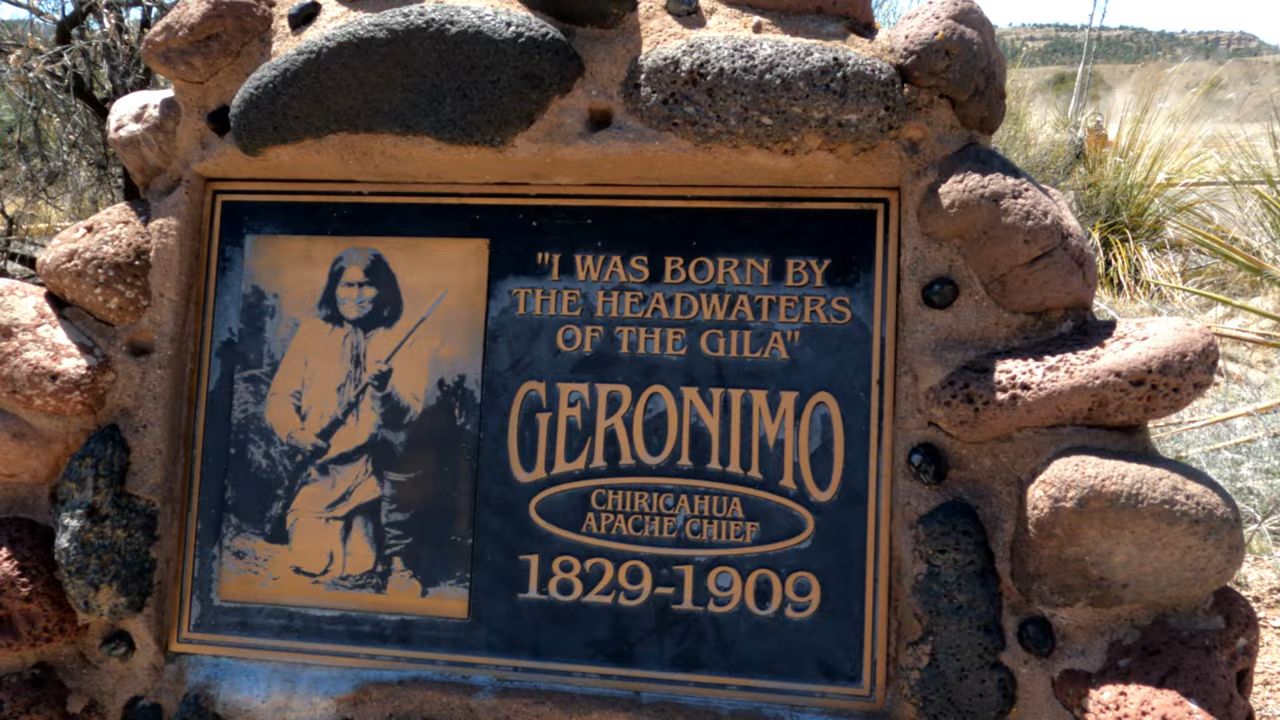 "I WAS BORN BY
THE HEADWATERS
OF THE GILA"
GERONIMO
CHIRICAHUA
APACHE CHIEF
1829-1909